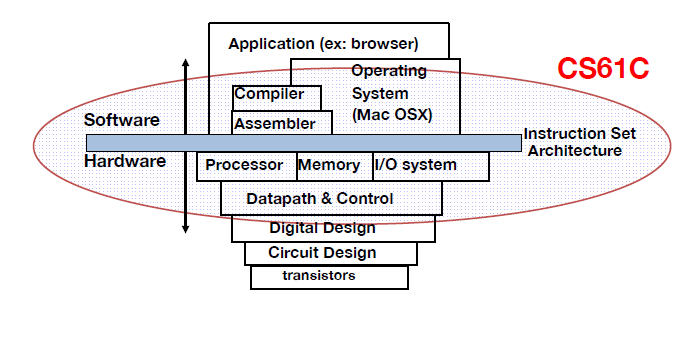 Application (ex: browser)
CS61C
Operating
System
(Mac OSX)
Compiler
Assembler
Software
Hardware
Instruction Set
Architecture
Processor
Memory
I/O system
Datapath & Control
Digital Design
Circuit Design
transistors